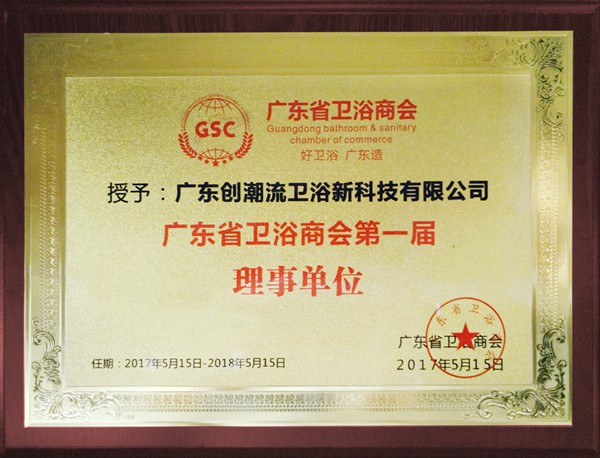 GSC
广东省卫浴商会
Guangdong bathroom & sanitary
chamber of commerce
好卫浴 广东造
授予：广东创潮流卫浴新科技有限公司
广东省卫浴商会第一届
理事单位
广东省卫浴商会
任期：2017年5月15日-2018年5月15日
2017年5月15日